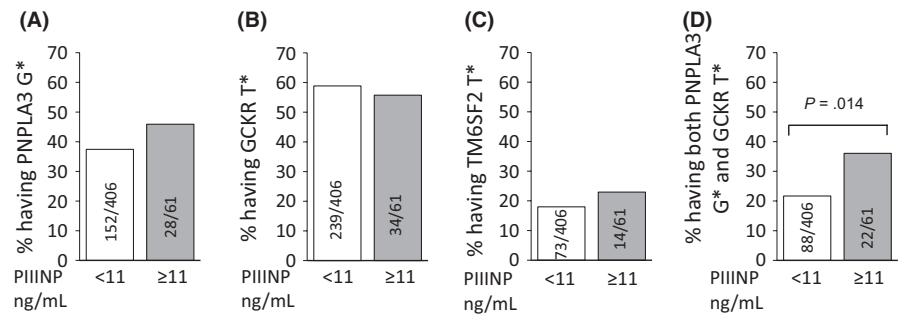 (A)
% having PNPLA3 G*
70
60
50
40
30
20
10
0
152/406
28/61
PIIINP <11 ≥11
ng/mL
(B)
% having GCKR T*
70
60
50
40
30
20
10
0
239/406
34/61
PIIINP <11 ≥11
ng/mL
(C)
% having TM6SF2 T*
70
60
50
40
30
20
10
0
73/406
14/61
PIIINP <11 ≥11
ng/mL
(D)
% having both PNPLA3
G* and GCKR T*
70
60
50
40
30
20
10
0
P = .014
88/406
22/61
PIIINP <11 ≥11
ng/mL